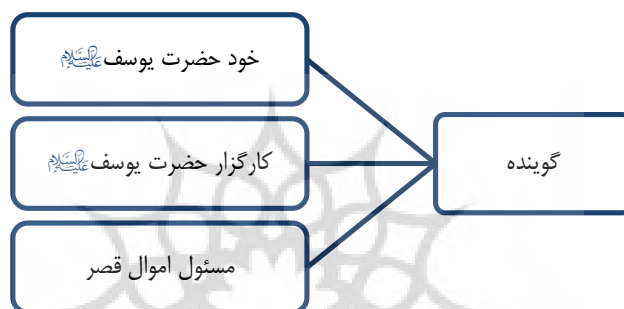 گوینده
خود حضرت یوسف علیه‌السلام
کارگزار حضرت یوسف علیه‌السلام
مسئول اموال قصر